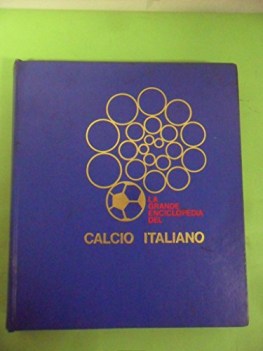 LA
GRANDE
ENCICLOPEDIA
DEL
CALCIO ITALIANO